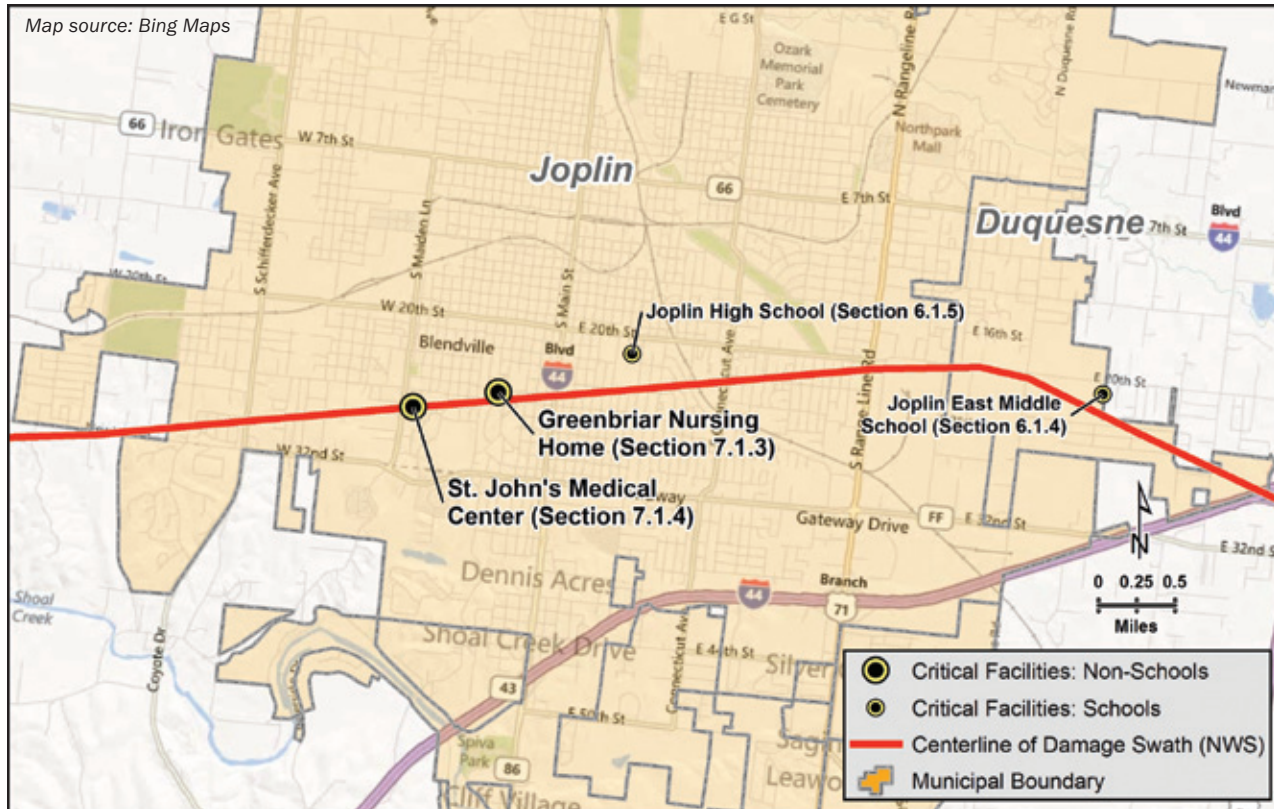 Map source: Bing Maps
E G St
Ozark
Memorial
Park
Cemetery
N Rangeline Rd
N Duquesne Rd
66
Iron Gates
W 7th St
Northpark
Mall
Joplin
66
E 7th St
Duquesne
7th St
Blvd
44
S Schifferdecker Ave
S Maiden Ln
S Main St
W 20th St
W 20th St
E 20th St
Joplin High School (Section 6.1.5)
E 16th St
Blendville
Blvd
44
Connecticut Ave
S Range Line Rd
E 20th St
Joplin East Middle
School (Section 6.1.4)
Greenbriar Nursing
Home (Section 7.1.3)
W 32nd St
St. John's Medical
Center (Section 7.1.4)
Gateway Drive
FF
E 32nd St
E 32nd St
N
Dennis Acres
Branch
44
71
0 0.25 0.5
Miles
Shoal
Creek
Coyote Dr
Shoal Creek Drive
Connecticut Ave
E 44th St
43
E 50th St
Spiva
Park
86
Cliff Village
Critical Facilities: Non-Schools
Critical Facilities: Schools
Centerline of Damage Swath (NWS)
Municipal Boundary